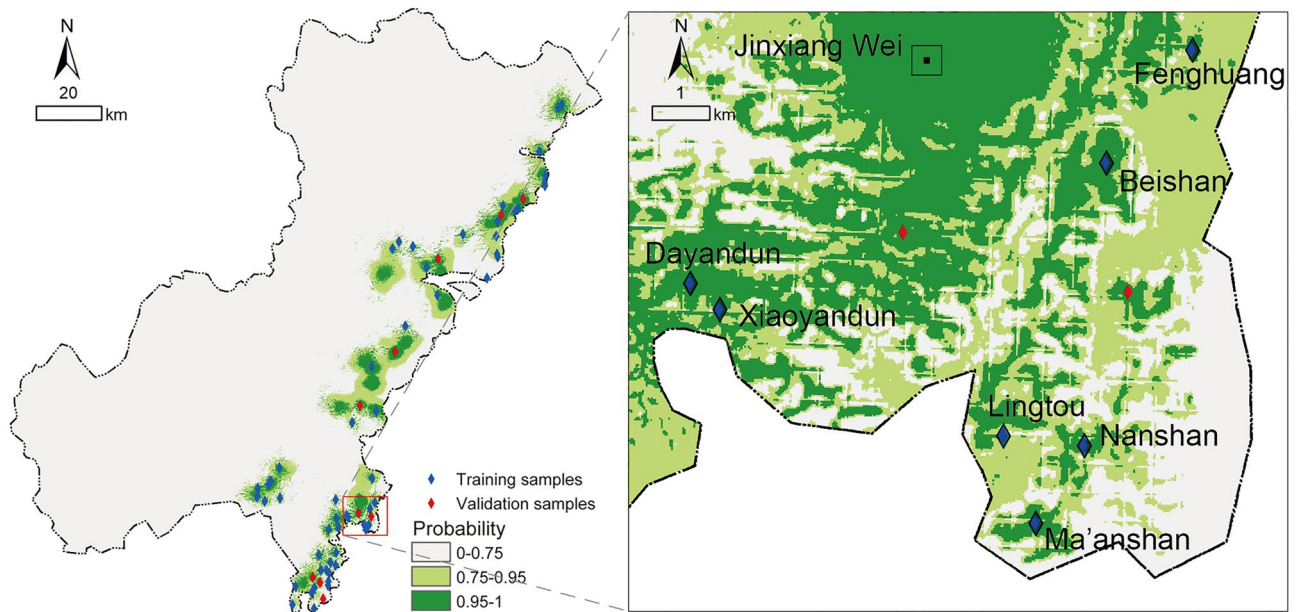 N
20
km
Training samples
Validation samples
Probability
0-0.75
0.75-0.95
0.95-1
N
1
km
Jinxiang Wei
Fenghuang
Beishan
Dayandun
Xiaoyandun
Lingtou
Nanshan
Ma'anshan